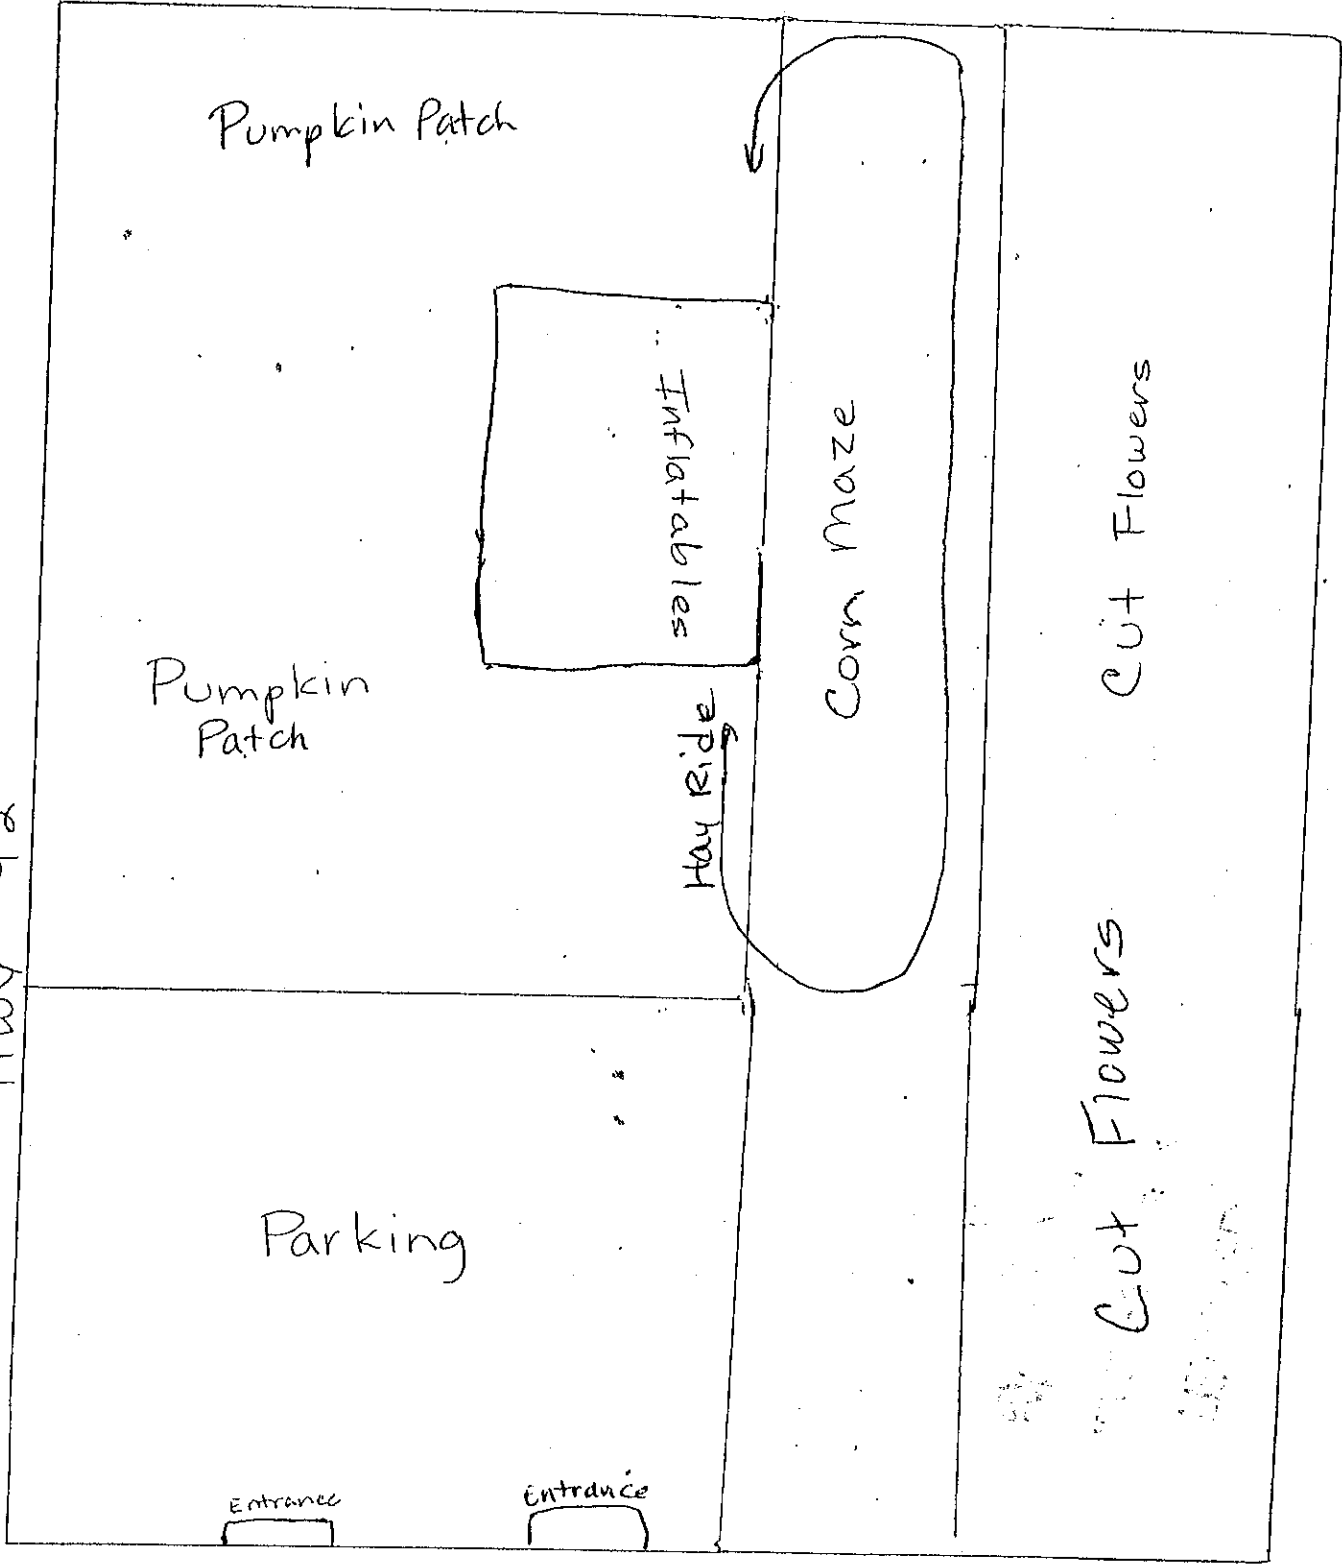 Pumpkin Patch
Inflatables
Corn Maze
Cut Flowers
Pumpkin
Patch
Hay Ride
Cut Flowers
Parking
Entrance
Entrance